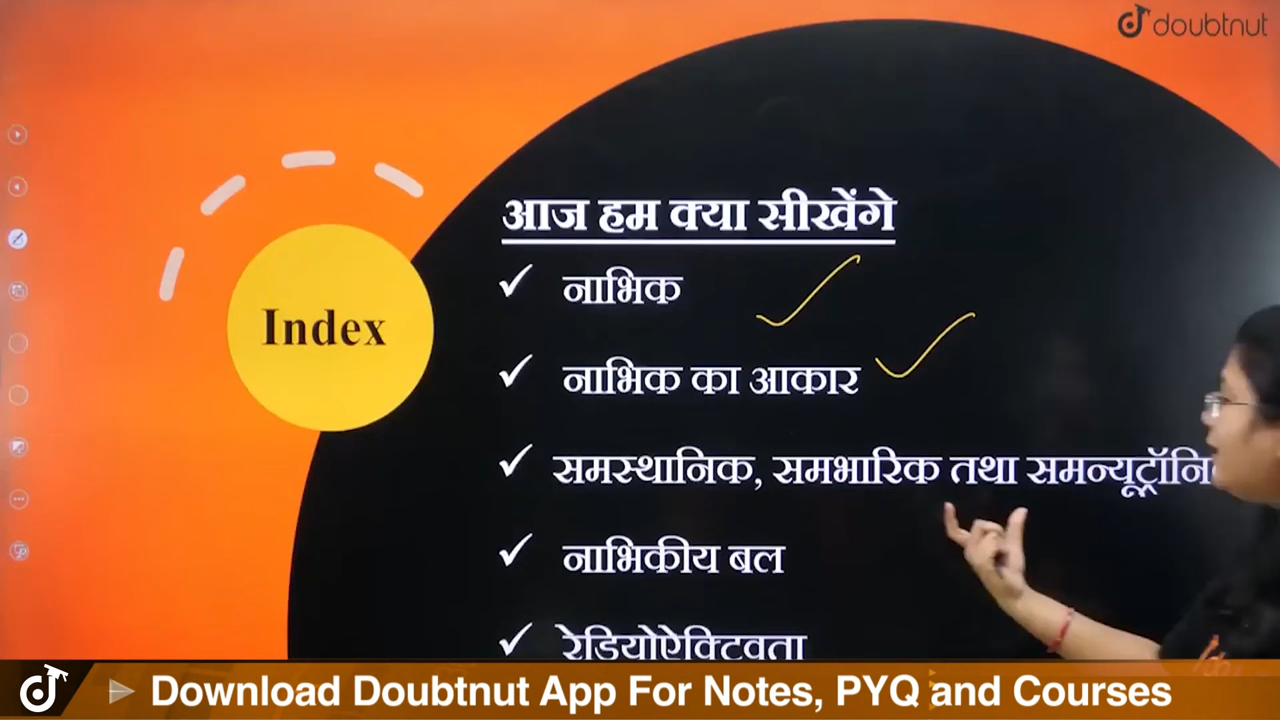 doubtnut
Index
आज हम क्या सीखेंगे
नाभिक
नाभिक का आकार
समस्थानिक, समभारिक तथा
नाभिकीय बल
रेडियोऐक्टिवता
Download Doubtnut App For Notes, PYQ and Courses